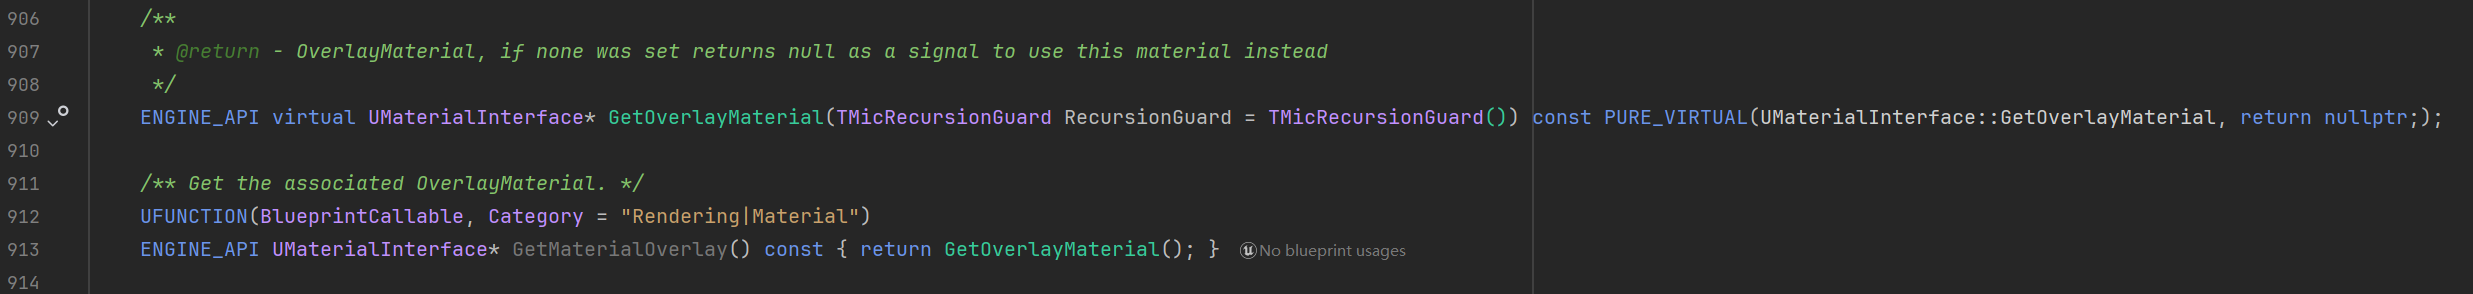 906 /**
907 * @return - OverlayMaterial, if none was set returns null as a signal to use this material instead
908 */
909 ENGINE_API virtual UMaterialInterface* GetOverlayMaterial(TMicRecursionGuard RecursionGuard = TMicRecursionGuard()) const PURE_VIRTUAL(UMaterialInterface::GetOverlayMaterial, return nullptr;);
910
911 /** Get the associated OverlayMaterial. */
912 UFUNCTION(BlueprintCallable, Category = "Rendering|Material")
913 ENGINE_API UMaterialInterface* GetMaterialOverlay() const { return GetOverlayMaterial(); } No blueprint usages
914